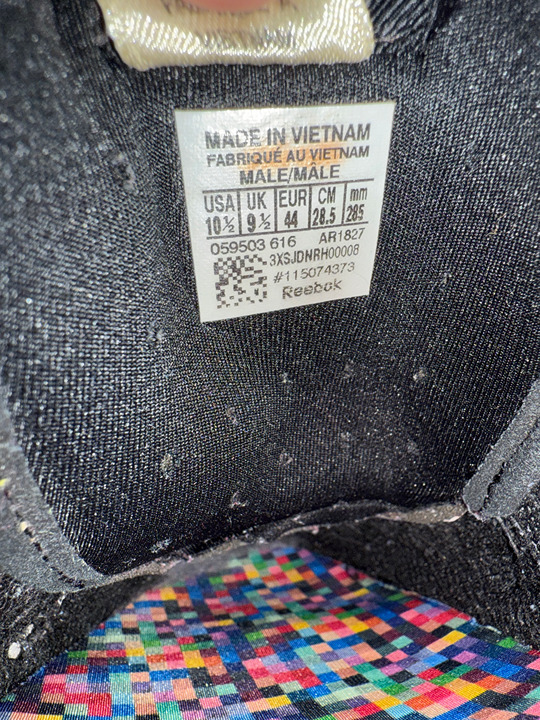 MADE IN VIETNAM
FABRIQUÉ AU VIETNAM
MALE/MÂLE
USA UK EUR CM mm
10½ 9½ 44 28.5 285
059503 616 AR1827
3XSJDNRH00008
#115074373
Reebok